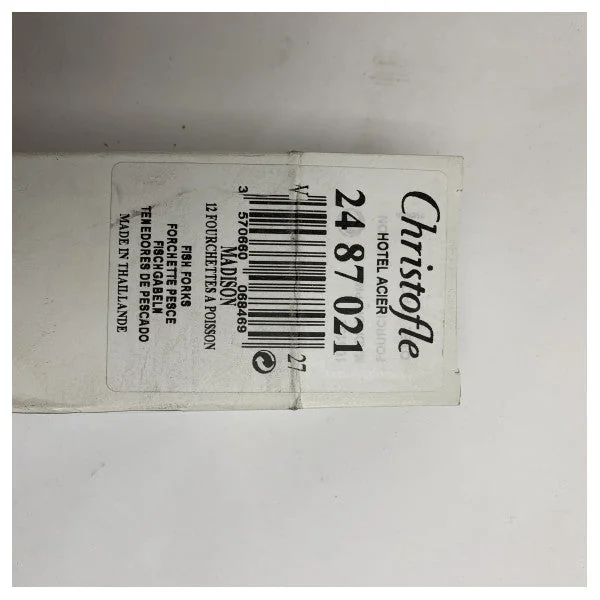 Christofle
HOTEL ACIER
24 87 021
V 27
3 570660 068469
MADISON
12 FOURCHETTES A POISSON
FISH FORKS
FORCHETTE PESCE
FISCHGABELN
TENEDORES DE PESCADO
MADE IN THAILLANDE